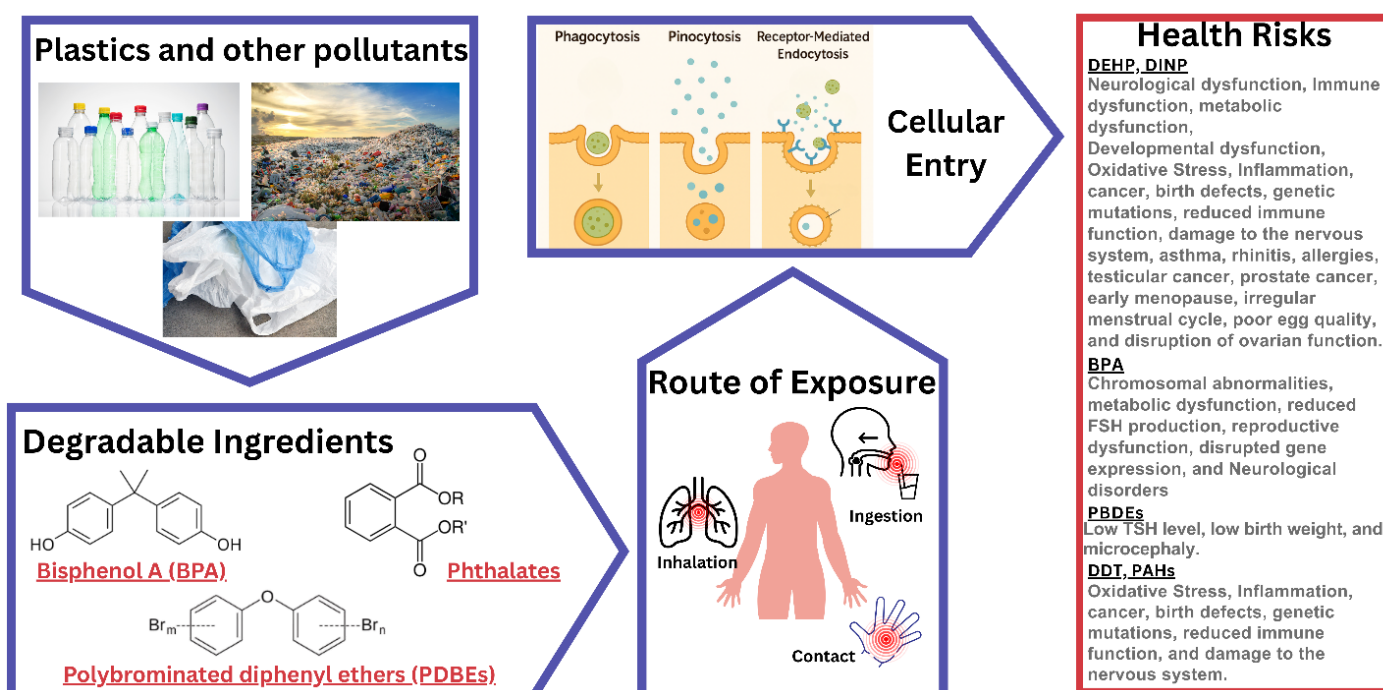 Plastics and other pollutants
Degradable Ingredients
HO
OH
Bisphenol A (BPA)
O
OR
OR'
O
Phthalates
O
Brm
Brn
Polybrominated diphenyl ethers (PDBEs)
Route of Exposure
Inhalation
Ingestion
Contact
Phagocytosis
Pinocytosis
Receptor-Mediated
Endocytosis
Cellular
Entry
Health Risks
DEHP, DINP
Neurological dysfunction, Immune
dysfunction, metabolic
dysfunction,
Developmental dysfunction,
Oxidative Stress, Inflammation,
cancer, birth defects, genetic
mutations, reduced immune
function, damage to the nervous
system, asthma, rhinitis, allergies,
testicular cancer, prostate cancer,
early menopause, irregular
menstrual cycle, poor egg quality,
and disruption of ovarian function.
BPA
Chromosomal abnormalities,
metabolic dysfunction, reduced
FSH production, reproductive
dysfunction, disrupted gene
expression, and Neurological
disorders
PBDEs
Low TSH level, low birth weight, and
microcephaly.
DDT, PAHs
Oxidative Stress, Inflammation,
cancer, birth defects, genetic
mutations, reduced immune
function, and damage to the
nervous system.